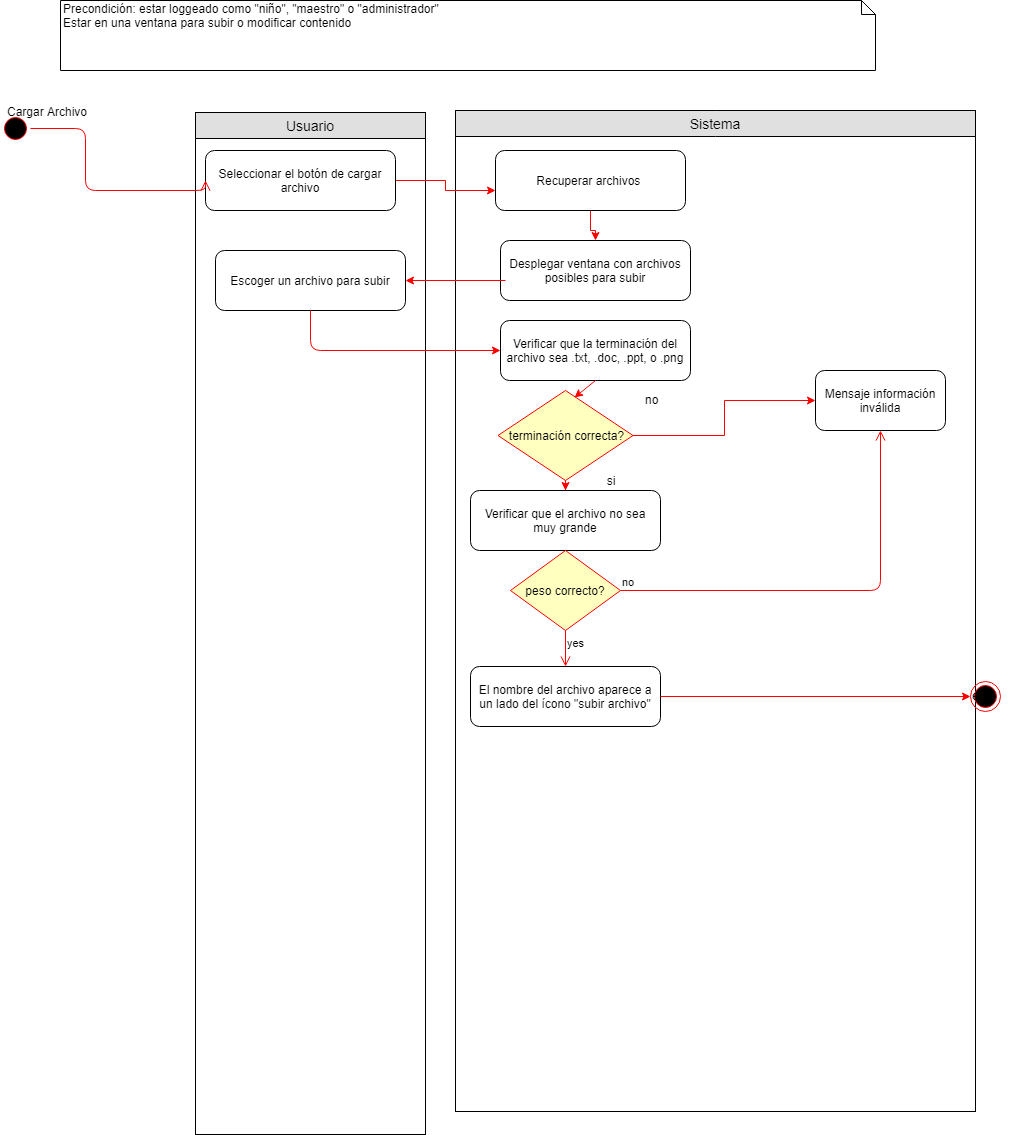 Precondición: estar loggeado como "niño", "maestro" o "administrador"
Estar en una ventana para subir o modificar contenido
Cargar Archivo
Usuario
Sistema
Seleccionar el botón de cargar
archivo
Recuperar archivos
Desplegar ventana con archivos
posibles para subir
Escoger un archivo para subir
Verificar que la terminación del
archivo sea .txt, .doc, .ppt, o .png
no
Mensaje información
inválida
terminación correcta?
si
Verificar que el archivo no sea
muy grande
no
peso correcto?
yes
El nombre del archivo aparece a
un lado del ícono "subir archivo"